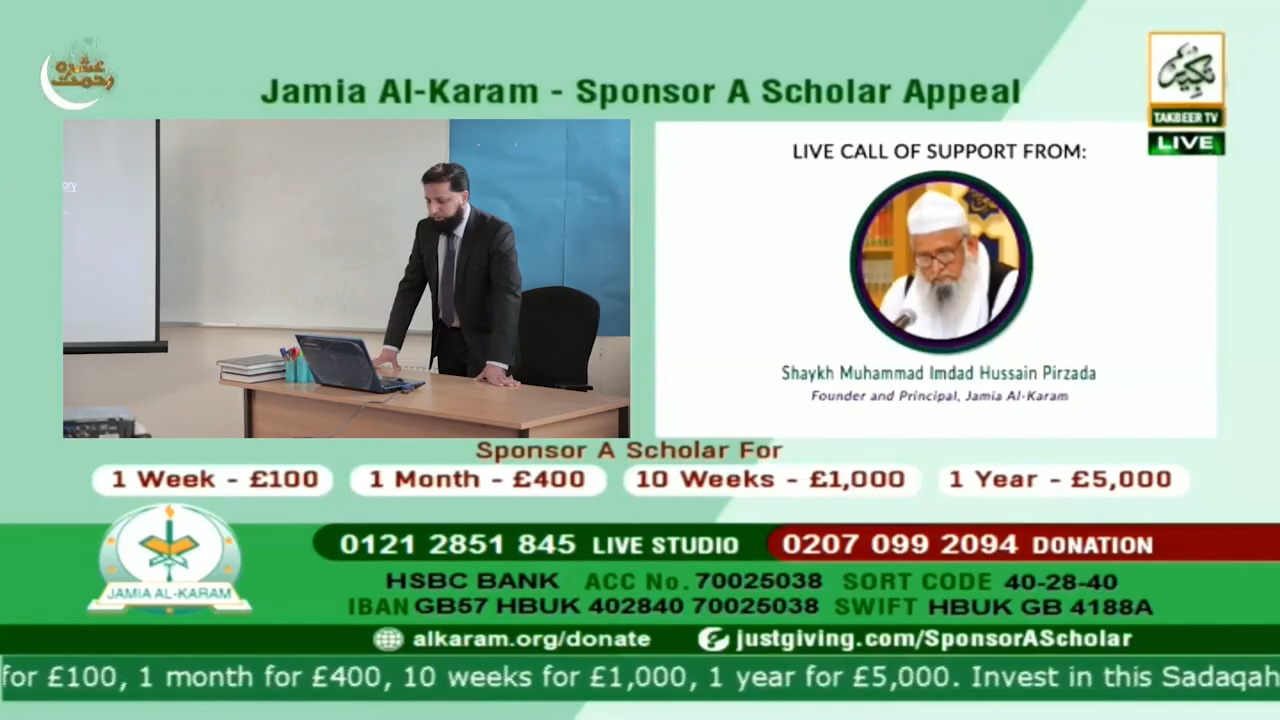 عشرہ
رحمت
Jamia Al-Karam - Sponsor A Scholar Appeal
تکبیر
TAKBEER TV
LIVE
ory
LIVE CALL OF SUPPORT FROM:
Shaykh Muhammad Imdad Hussain Pirzada
Founder and Principal, Jamia Al-Karam
Sponsor A Scholar For
1 Week - £100
1 Month - £400
10 Weeks - £1,000
1 Year - £5,000
JAMIA AL-KARAM
0121 2851 845 LIVE STUDIO
0207 099 2094 DONATION
HSBC BANK ACC No. 70025038 SORT CODE 40-28-40
IBAN GB57 HBUK 402840 70025038 SWIFT HBUK GB 4188A
alkaram.org/donate
justgiving.com/SponsorAScholar
for £100, 1 month for £400, 10 weeks for £1,000, 1 year for £5,000. Invest in this Sadaqah